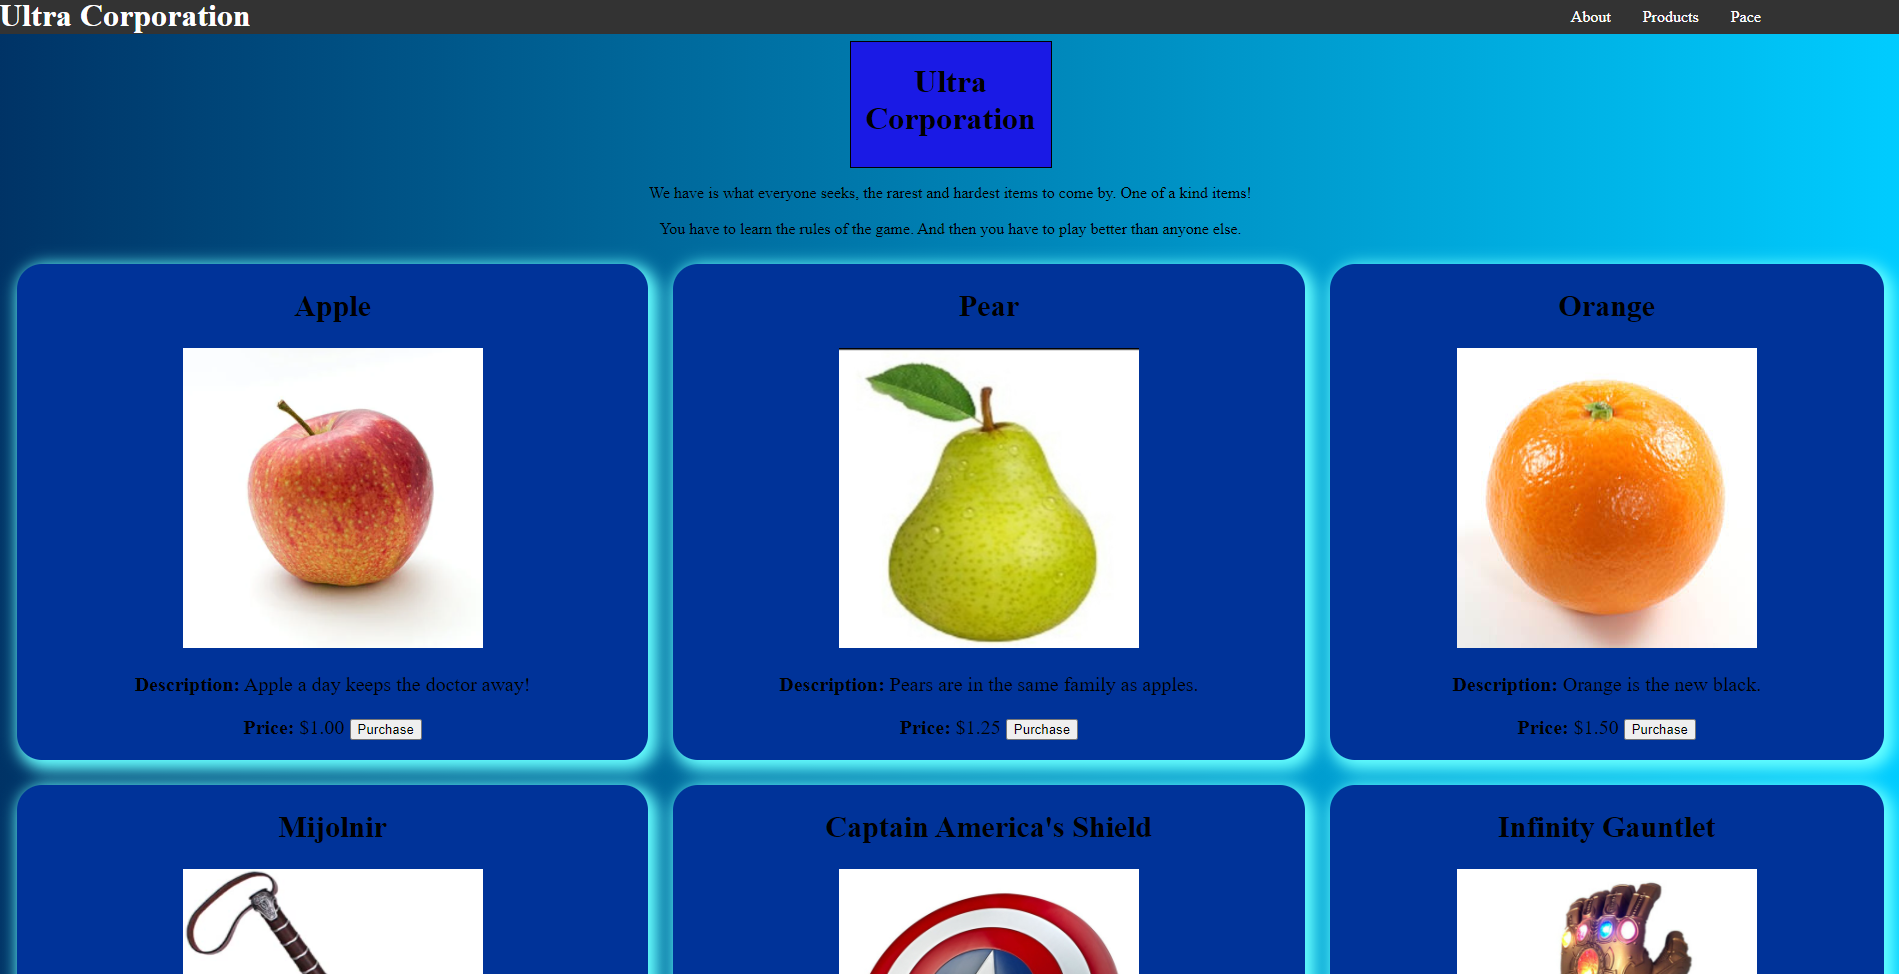 Ultra Corporation
About Products Pace
Ultra
Corporation
We have is what everyone seeks, the rarest and hardest items to come by. One of a kind items!
You have to learn the rules of the game. And then you have to play better than anyone else.
Apple
Description: Apple a day keeps the doctor away!
Price: $1.00 Purchase
Pear
Description: Pears are in the same family as apples.
Price: $1.25 Purchase
Orange
Description: Orange is the new black.
Price: $1.50 Purchase
Mijolnir
Captain America's Shield
Infinity Gauntlet